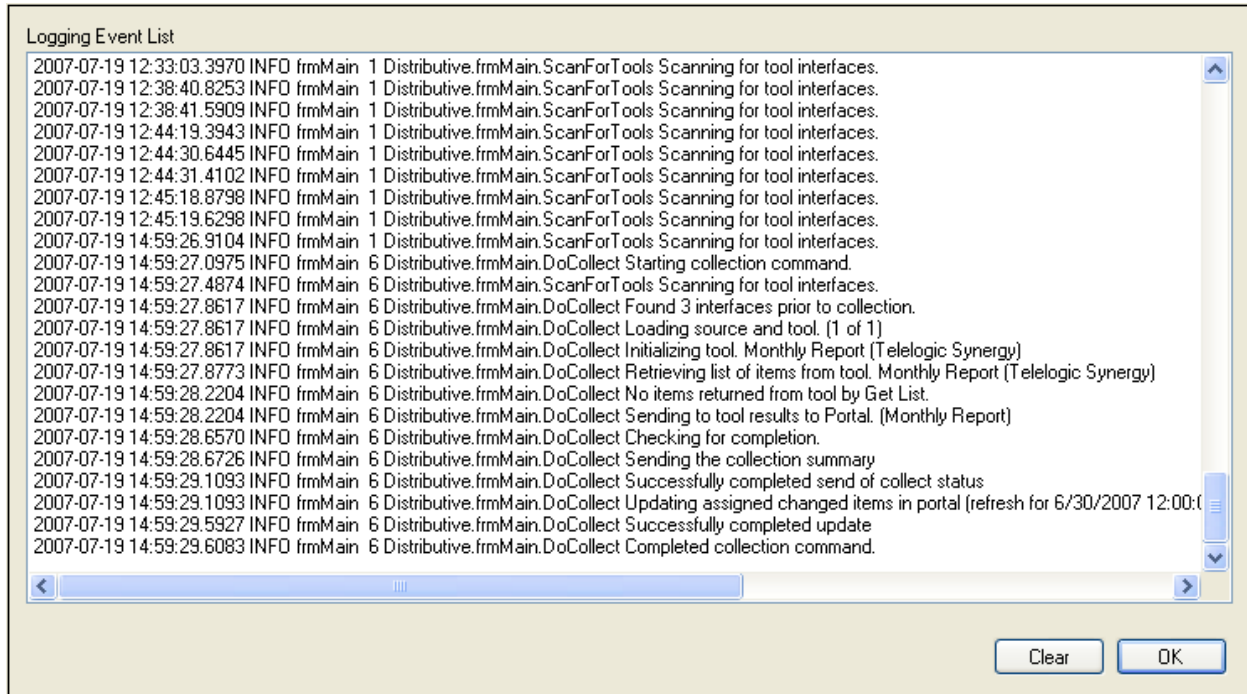 Logging Event List
2007-07-19 12:33:03.3970 INFO frmMain  1 Distributive.frmMain.ScanForTools Scanning for tool interfaces.
2007-07-19 12:38:40.8253 INFO frmMain  1 Distributive.frmMain.ScanForTools Scanning for tool interfaces.
2007-07-19 12:38:41.5909 INFO frmMain  1 Distributive.frmMain.ScanForTools Scanning for tool interfaces.
2007-07-19 12:44:19.3943 INFO frmMain  1 Distributive.frmMain.ScanForTools Scanning for tool interfaces.
2007-07-19 12:44:30.6445 INFO frmMain  1 Distributive.frmMain.ScanForTools Scanning for tool interfaces.
2007-07-19 12:44:31.4102 INFO frmMain  1 Distributive.frmMain.ScanForTools Scanning for tool interfaces.
2007-07-19 12:45:18.8798 INFO frmMain  1 Distributive.frmMain.ScanForTools Scanning for tool interfaces.
2007-07-19 12:45:19.6298 INFO frmMain  1 Distributive.frmMain.ScanForTools Scanning for tool interfaces.
2007-07-19 14:59:26.9104 INFO frmMain  1 Distributive.frmMain.ScanForTools Scanning for tool interfaces.
2007-07-19 14:59:27.0975 INFO frmMain  6 Distributive.frmMain.DoCollect Starting collection command.
2007-07-19 14:59:27.4874 INFO frmMain  6 Distributive.frmMain.ScanForTools Scanning for tool interfaces.
2007-07-19 14:59:27.8617 INFO frmMain  6 Distributive.frmMain.DoCollect Found 3 interfaces prior to collection.
2007-07-19 14:59:27.8617 INFO frmMain  6 Distributive.frmMain.DoCollect Loading source and tool. (1 of 1)
2007-07-19 14:59:27.8617 INFO frmMain  6 Distributive.frmMain.DoCollect Initializing tool. Monthly Report (Telelogic Synergy)
2007-07-19 14:59:27.8773 INFO frmMain  6 Distributive.frmMain.DoCollect Retrieving list of items from tool. Monthly Report (Telelogic Synergy)
2007-07-19 14:59:28.2204 INFO frmMain  6 Distributive.frmMain.DoCollect No items returned from tool by Get List.
2007-07-19 14:59:28.2204 INFO frmMain  6 Distributive.frmMain.DoCollect Sending to tool results to Portal. (Monthly Report)
2007-07-19 14:59:28.6570 INFO frmMain  6 Distributive.frmMain.DoCollect Checking for completion.
2007-07-19 14:59:28.6726 INFO frmMain  6 Distributive.frmMain.DoCollect Sending the collection summary
2007-07-19 14:59:29.1093 INFO frmMain  6 Distributive.frmMain.DoCollect Successfully completed send of collect status
2007-07-19 14:59:29.1093 INFO frmMain  6 Distributive.frmMain.DoCollect Updating assigned changed items in portal (refresh for 6/30/2007 12:00:0
2007-07-19 14:59:29.5927 INFO frmMain  6 Distributive.frmMain.DoCollect Successfully completed update
2007-07-19 14:59:29.6083 INFO frmMain  6 Distributive.frmMain.DoCollect Completed collection command.
Clear OK